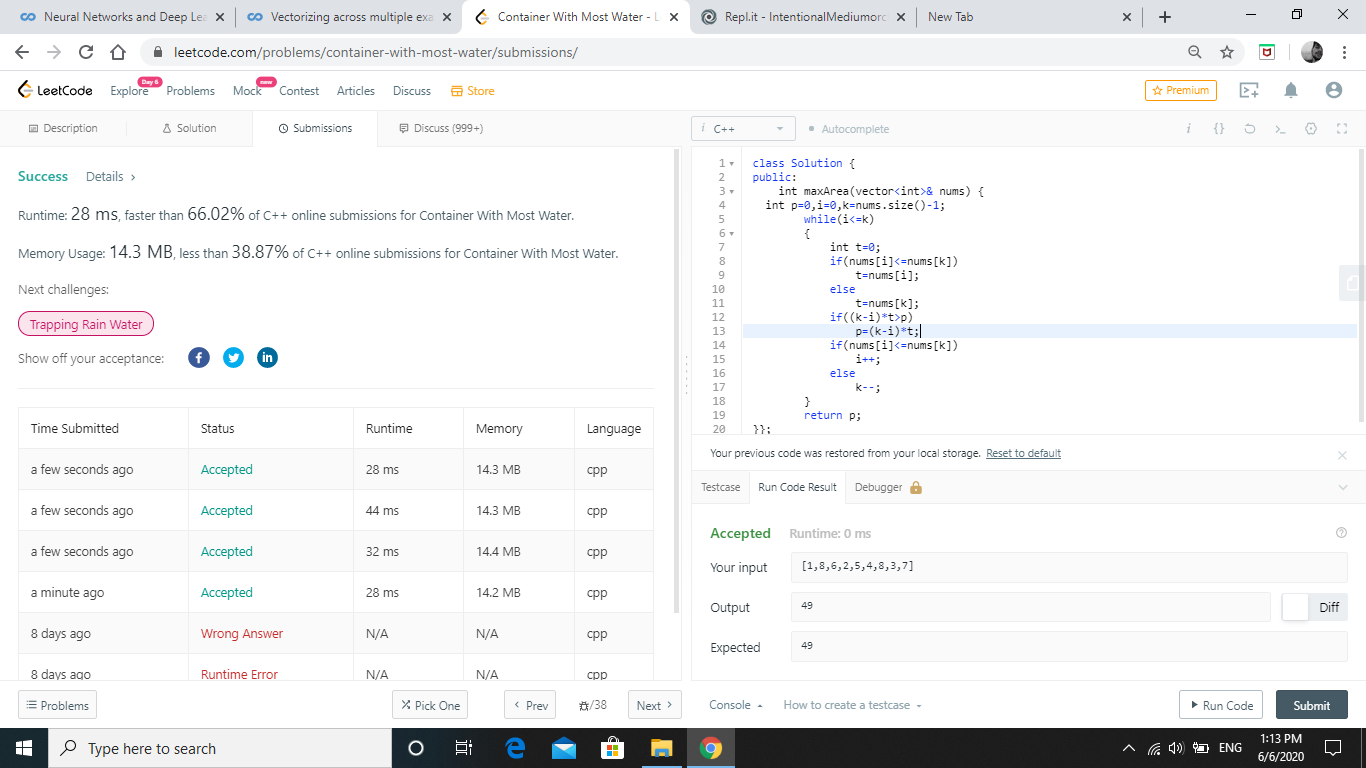 Neural Networks and Deep Lea
Vectorizing across multiple exa
Container With Most Water - L
Repl.it - IntentionalMediumorc
New Tab
leetcode.com/problems/container-with-most-water/submissions/
LeetCode
Explore
Day 6
Problems
Mock
new
Contest
Articles
Discuss
Store
Premium
Description
Solution
Submissions
Discuss (999+)
i C++
Autocomplete
Success
Details ›
Runtime: 28 ms, faster than 66.02% of C++ online submissions for Container With Most Water.
Memory Usage: 14.3 MB, less than 38.87% of C++ online submissions for Container With Most Water.
Next challenges:
Trapping Rain Water
Show off your acceptance:
Time Submitted Status Runtime Memory Language
a few seconds ago Accepted 28 ms 14.3 MB cpp
a few seconds ago Accepted 44 ms 14.3 MB cpp
a few seconds ago Accepted 32 ms 14.4 MB cpp
a minute ago Accepted 28 ms 14.2 MB cpp
8 days ago Wrong Answer N/A N/A cpp
8 days ago Runtime Error N/A N/A cpp
Problems
Pick One
‹ Prev
/38
Next ›
1 class Solution {
2 public:
3 int maxArea(vector<int>& nums) {
4 int p=0,i=0,k=nums.size()-1;
5 while(i<=k)
6 {
7 int t=0;
8 if(nums[i]<=nums[k])
9 t=nums[i];
10 else
11 t=nums[k];
12 if((k-i)*t>p)
13 p=(k-i)*t;
14 if(nums[i]<=nums[k])
15 i++;
16 else
17 k--;
18 }
19 return p;
20 }};
Your previous code was restored from your local storage. Reset to default
Testcase
Run Code Result
Debugger
Accepted Runtime: 0 ms
Your input [1,8,6,2,5,4,8,3,7]
Output 49
Diff
Expected 49
Console
How to create a testcase
Run Code
Submit
Type here to search
ENG
1:13 PM
6/6/2020